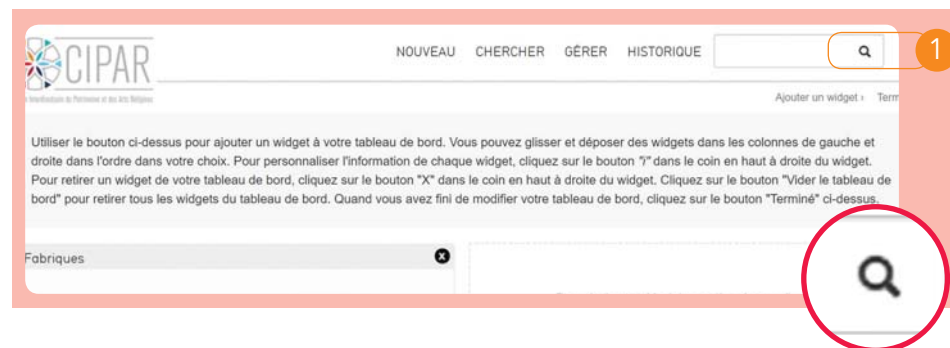 CIPAR
NOUVEAU CHERCHER GÉRER HISTORIQUE
1
Ajouter un widget › Term
Utiliser le bouton ci-dessus pour ajouter un widget à votre tableau de bord. Vous pouvez glisser et déposer des widgets dans les colonnes de gauche et
droite dans l'ordre dans votre choix. Pour personnaliser l'information de chaque widget, cliquez sur le bouton "i" dans le coin en haut à droite du widget.
Pour retirer un widget de votre tableau de bord, cliquez sur le bouton "X" dans le coin en haut à droite du widget. Cliquez sur le bouton "Vider le tableau de
bord" pour retirer tous les widgets du tableau de bord. Quand vous avez fini de modifier votre tableau de bord, cliquez sur le bouton "Terminé" ci-dessus.
Fabriques